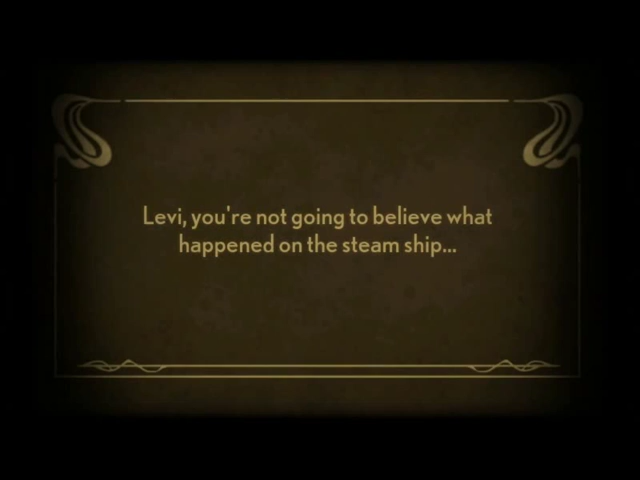 Levi, you're not going to believe what
happened on the steam ship...